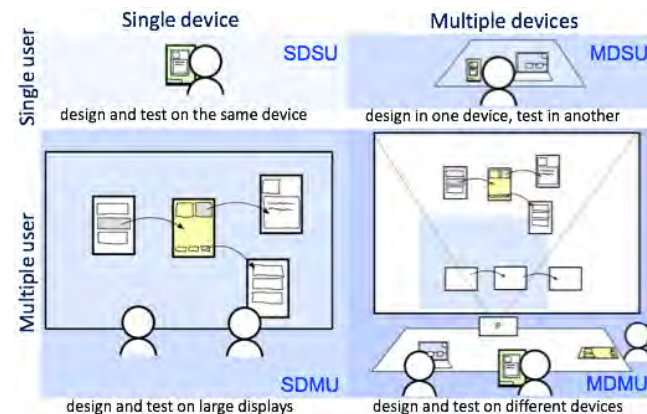 Single device
Multiple devices
Single user
SDSU
MDSU
design and test on the same device
design in one device, test in another
Multiple user
SDMU
MDMU
design and test on large displays
design and test on different devices